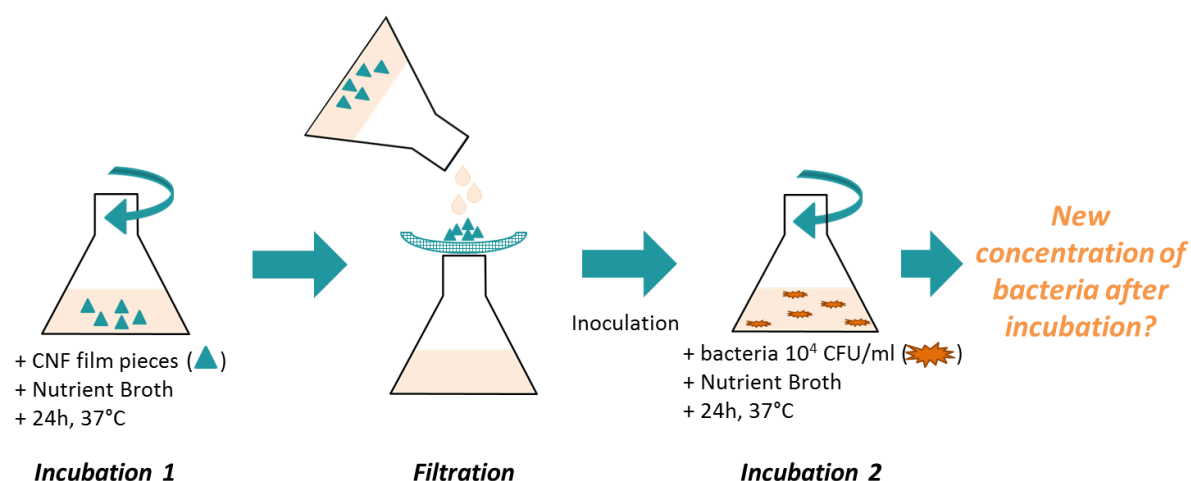 + CNF film pieces ( )
+ Nutrient Broth
+ 24h, 37°C
Incubation 1
Filtration
Inoculation
+ bacteria 10⁴ CFU/ml ( )
+ Nutrient Broth
+ 24h, 37°C
Incubation 2
New
concentration of
bacteria after
incubation?